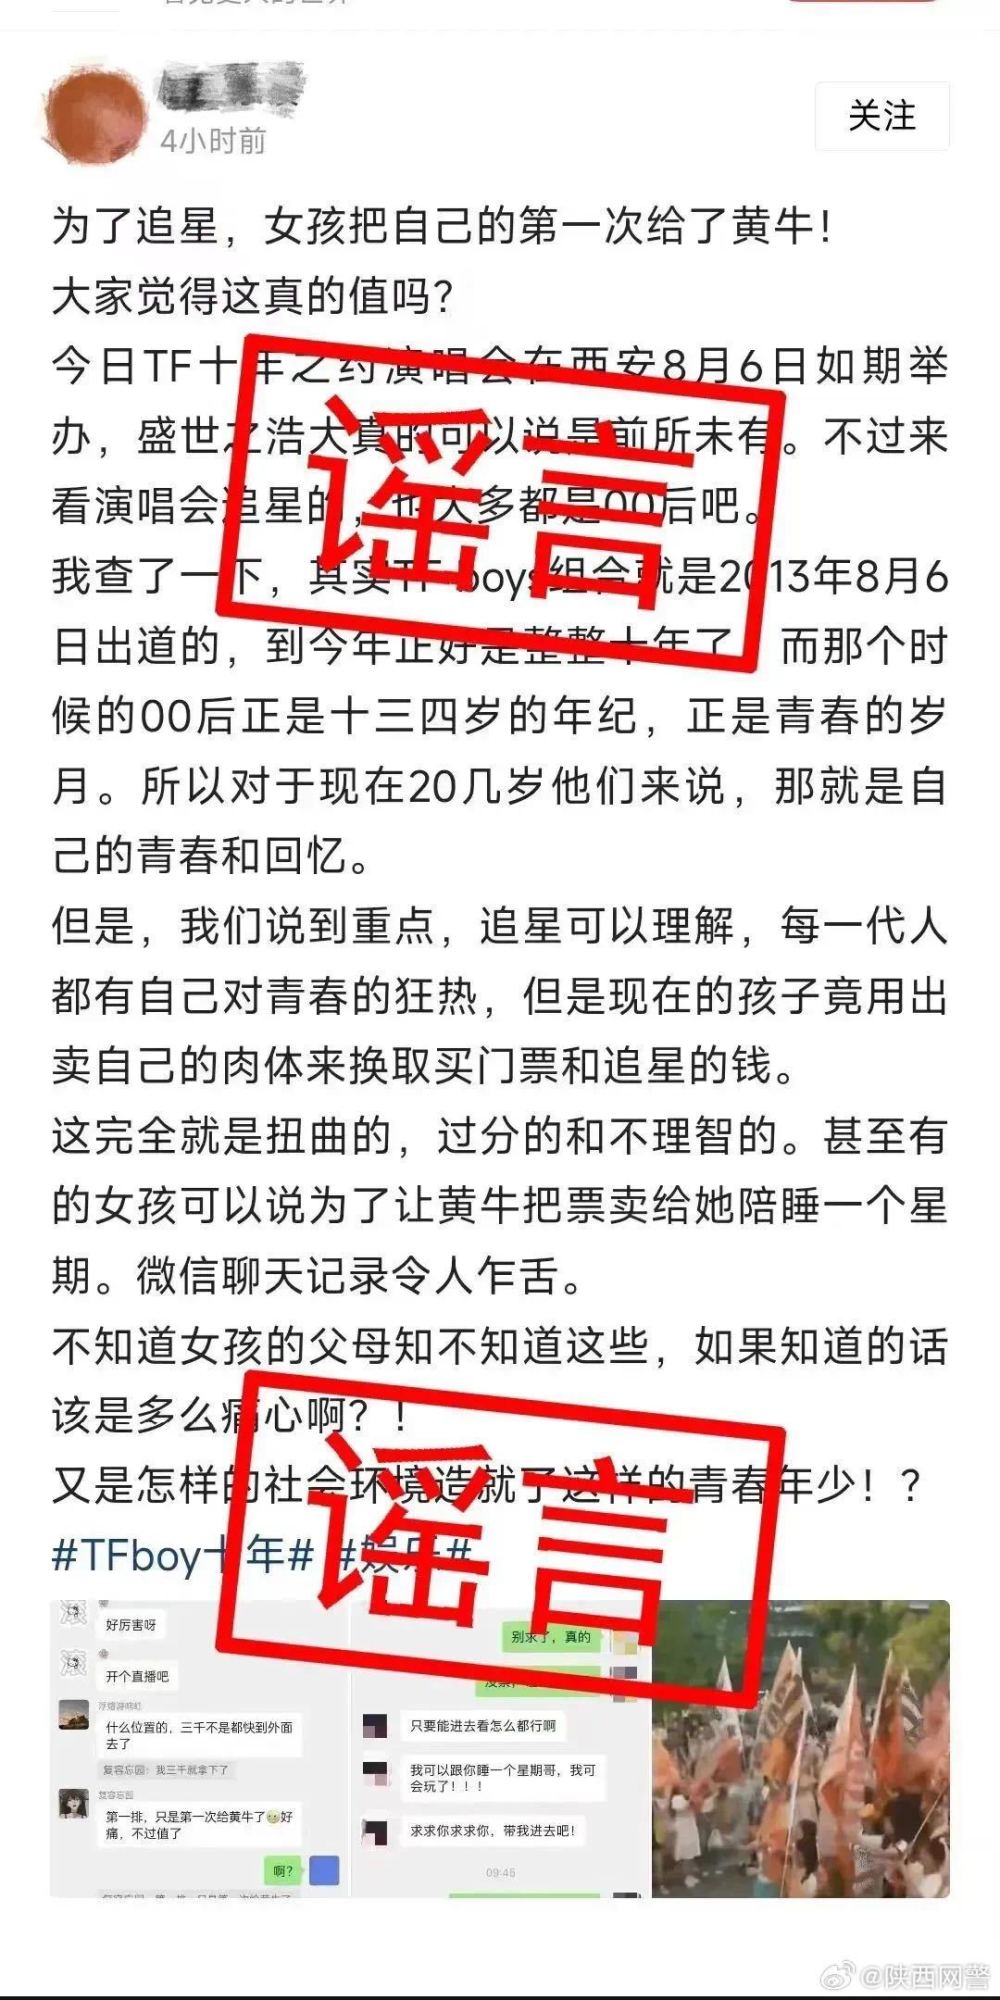 4小时前
关注
为了追星，女孩把自己的第一次给了黄牛！
大家觉得这真的值吗？
今日TF十年之约演唱会在西安8月6日如期举
办，盛世之浩大真的可以说是前所未有。不过来
看演唱会追星的，也大多都是00后吧。
我查了一下，其实TF boys组合就是2013年8月6
日出道的，到今年正好是整整十年了，而那个时
候的00后正是十三四岁的年纪，正是青春的岁
月。所以对于现在20几岁他们来说，那就是自
己的青春和回忆。
但是，我们说到重点，追星可以理解，每一代人
都有自己对青春的狂热，但是现在的孩子竟用出
卖自己的肉体来换取买门票和追星的钱。
这完全就是扭曲的，过分的和不理智的。甚至有
的女孩可以说为了让黄牛把票卖给她陪睡一个星
期。微信聊天记录令人乍舌。
不知道女孩的父母知不知道这些，如果知道的话
该是多么痛心啊？！
又是怎样的社会环境造就了这样的青春年少！？
#TFboy十年# #娱乐#
谣言
谣言
好厉害呀
开个直播吧
什么位置的，三千不是都快到外面
去了
复容忘园：我三千就拿下了
复容忘园
第一排，只是第一次给黄牛了好
痛，不过值了
啊？
别求了，真的
只要能进去看怎么都行啊
我可以跟你睡一个星期哥，我可
会玩了！！！
求求你求求你，带我进去吧！
09:45
@陕西网警